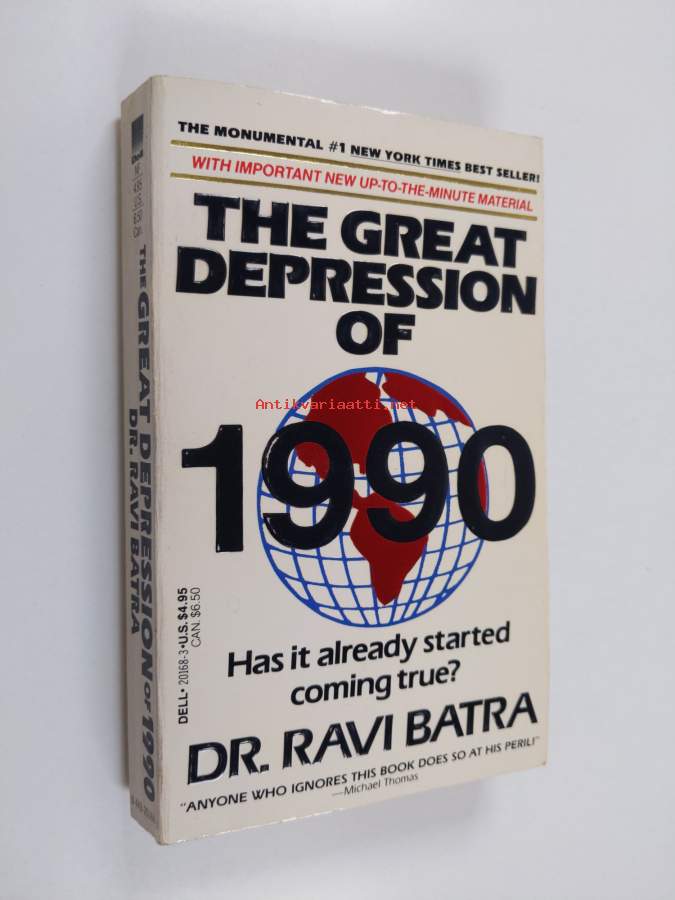 THE MONUMENTAL #1 NEW YORK TIMES BEST SELLER!
WITH IMPORTANT NEW UP-TO-THE-MINUTE MATERIAL
THE GREAT
DEPRESSION
OF
Antikvariaatti.net
1990
Has it already started
coming true?
DR. RAVI BATRA
"ANYONE WHO IGNORES THIS BOOK DOES SO AT HIS PERIL!"
—Michael Thomas
DELL • 20168-3 • U.S. $4.95
CAN. $6.50
THE GREAT DEPRESSION OF 1990
DR. RAVI BATRA